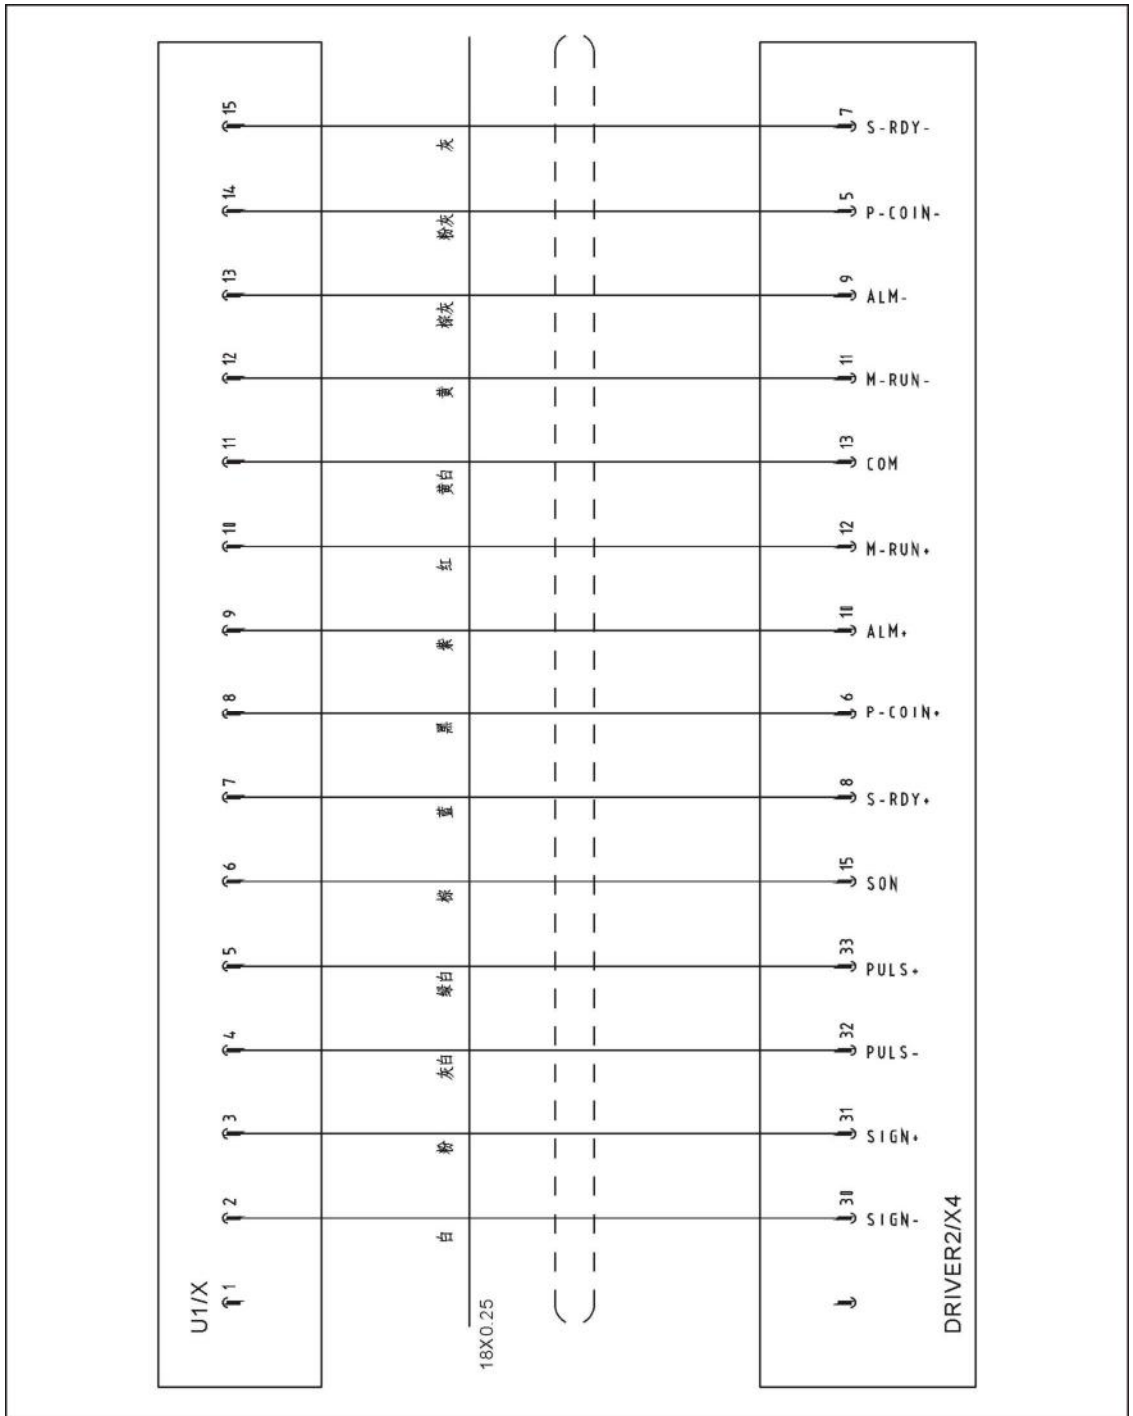 15 灰 7 S-RDY-
14 粉灰 5 P-COIN-
13 棕灰 9 ALM-
12 黄 11 M-RUN-
11 黄白 13 COM
10 红 12 M-RUN+
9 紫 10 ALM+
8 黑 6 P-COIN+
7 蓝 8 S-RDY+
6 棕 15 SON
5 绿白 33 PULS+
4 灰白 32 PULS-
3 粉 31 SIGN+
2 白 30 SIGN-
1
U1/X
18X0.25
DRIVER2/X4